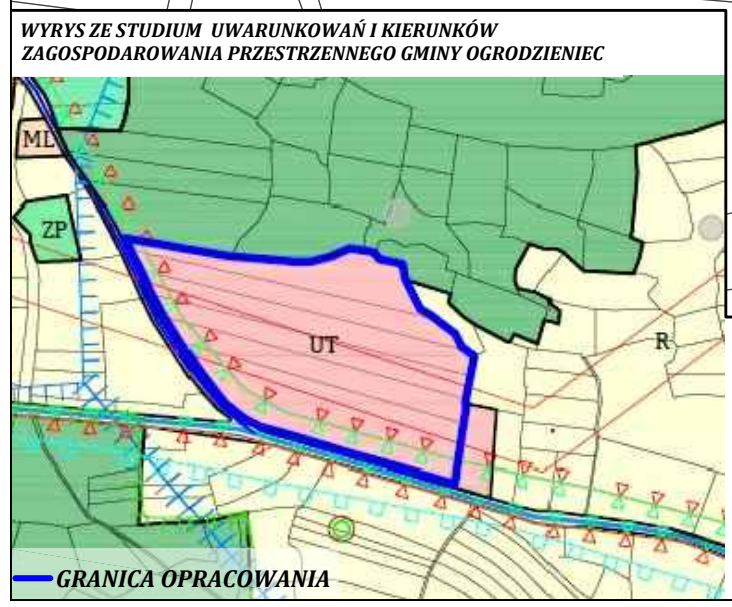 WYRYS ZE STUDIUM UWARUNKOWAŃ I KIERUNKÓW
ZAGOSPODAROWANIA PRZESTRZENNEGO GMINY OGRODZIENIEC
ML
ZP
UT
R
GRANICA OPRACOWANIA